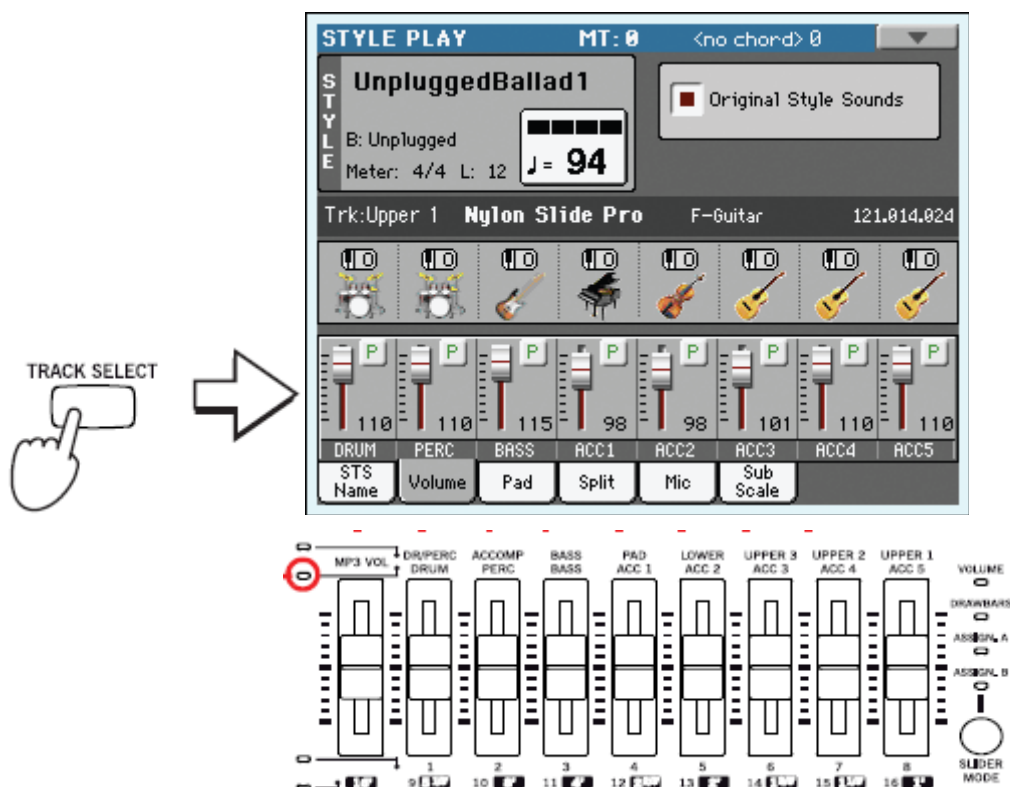 STYLE PLAY MT: 0 <no chord> 0
STYLE
UnpluggedBallad1
Original Style Sounds
B: Unplugged
Meter: 4/4 L: 12
♩= 94
Trk:Upper 1 Nylon Slide Pro F-Guitar 121.014.024
P P P P P P P P
110 110 115 98 98 101 110 110
DRUM PERC BASS ACC1 ACC2 ACC3 ACC4 ACC5
STS Name Volume Pad Split Mic Sub Scale
TRACK SELECT
MP3 VOL DR/PERC ACCOMP BASS PAD LOWER UPPER 3 UPPER 2 UPPER 1
DRUM PERC BASS ACC 1 ACC 2 ACC 3 ACC 4 ACC 5
VOLUME
DRAWBARS
ASSIGN. A
ASSIGN. B
SLIDER
MODE
1 2 3 4 5 6 7 8
9 10 11 12 13 14 15 16